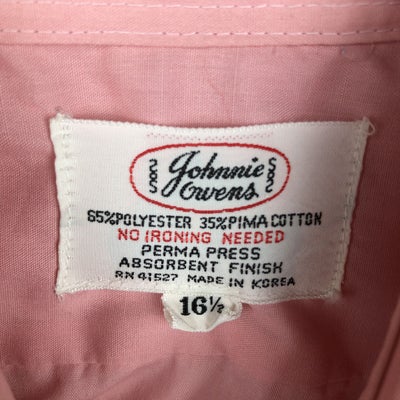 Johnnie
Owens
65%POLYESTER 35%PIMA COTTON
NO IRONING NEEDED
PERMA PRESS
ABSORBENT FINISH
RN 41527 MADE IN KOREA
16½